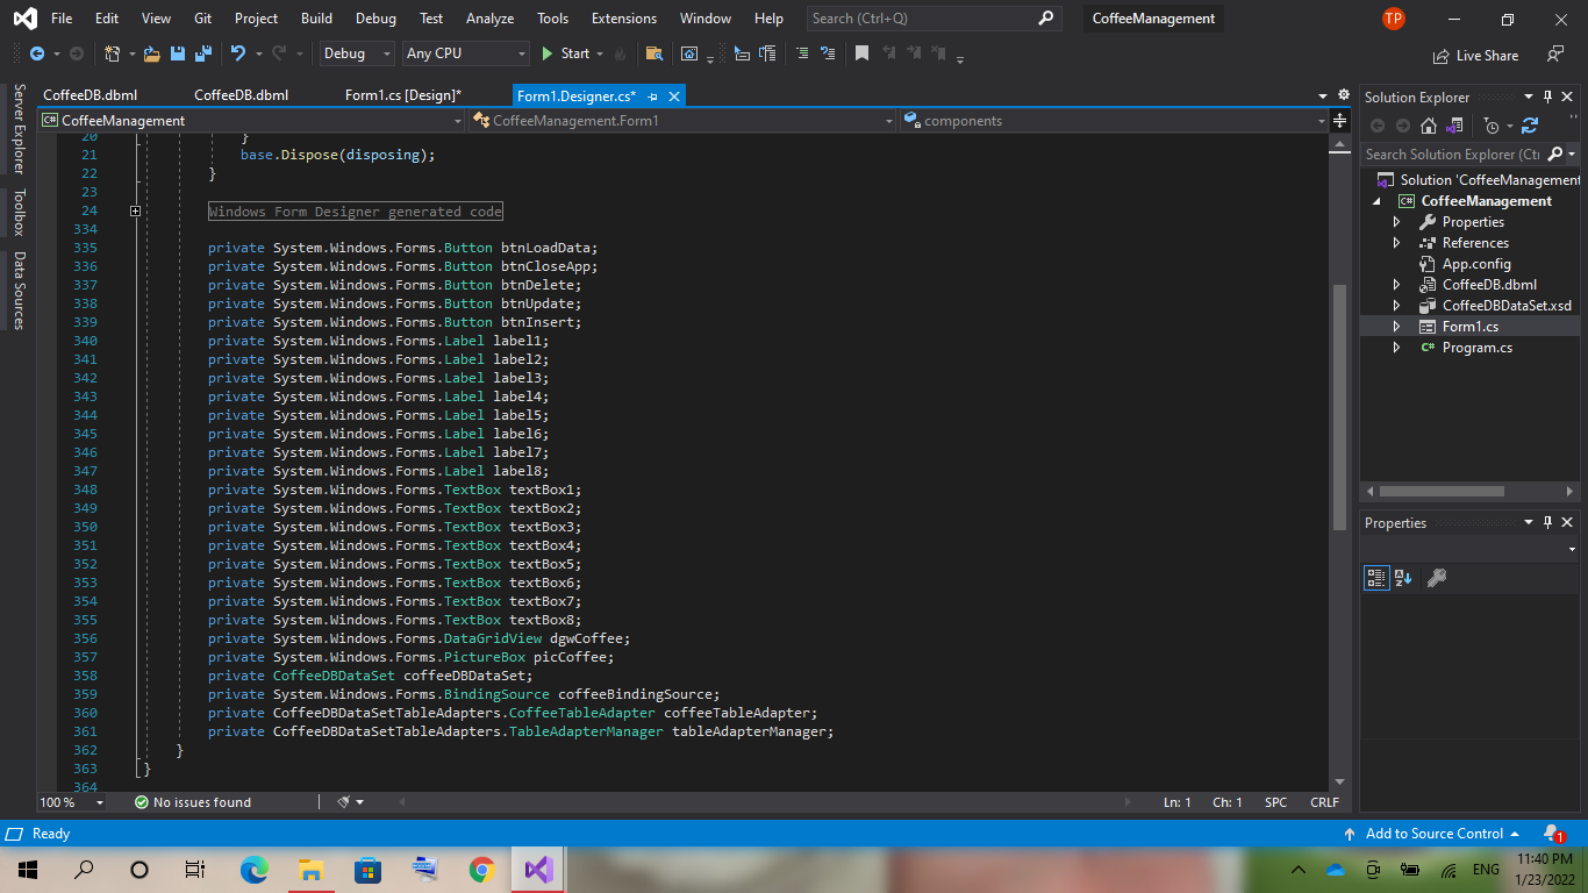 File Edit View Git Project Build Debug Test Analyze Tools Extensions Window Help Search (Ctrl+Q) CoffeeManagement TP
Debug Any CPU Start Live Share
Server Explorer
Toolbox
Data Sources
CoffeeDB.dbml CoffeeDB.dbml Form1.cs [Design]* Form1.Designer.cs*
C# CoffeeManagement CoffeeManagement.Form1 components
20 }
21 base.Dispose(disposing);
22 }
23
24 Windows Form Designer generated code
334
335 private System.Windows.Forms.Button btnLoadData;
336 private System.Windows.Forms.Button btnCloseApp;
337 private System.Windows.Forms.Button btnDelete;
338 private System.Windows.Forms.Button btnUpdate;
339 private System.Windows.Forms.Button btnInsert;
340 private System.Windows.Forms.Label label1;
341 private System.Windows.Forms.Label label2;
342 private System.Windows.Forms.Label label3;
343 private System.Windows.Forms.Label label4;
344 private System.Windows.Forms.Label label5;
345 private System.Windows.Forms.Label label6;
346 private System.Windows.Forms.Label label7;
347 private System.Windows.Forms.Label label8;
348 private System.Windows.Forms.TextBox textBox1;
349 private System.Windows.Forms.TextBox textBox2;
350 private System.Windows.Forms.TextBox textBox3;
351 private System.Windows.Forms.TextBox textBox4;
352 private System.Windows.Forms.TextBox textBox5;
353 private System.Windows.Forms.TextBox textBox6;
354 private System.Windows.Forms.TextBox textBox7;
355 private System.Windows.Forms.TextBox textBox8;
356 private System.Windows.Forms.DataGridView dgwCoffee;
357 private System.Windows.Forms.PictureBox picCoffee;
358 private CoffeeDBDataSet coffeeDBDataSet;
359 private System.Windows.Forms.BindingSource coffeeBindingSource;
360 private CoffeeDBDataSetTableAdapters.CoffeeTableAdapter coffeeTableAdapter;
361 private CoffeeDBDataSetTableAdapters.TableAdapterManager tableAdapterManager;
362 }
363 }
364
100 % No issues found Ln: 1 Ch: 1 SPC CRLF
Solution Explorer
Search Solution Explorer (Ctr
Solution 'CoffeeManagement
C# CoffeeManagement
Properties
References
App.config
CoffeeDB.dbml
CoffeeDBDataSet.xsd
Form1.cs
C# Program.cs
Properties
Ready Add to Source Control 1
ENG 11:40 PM
1/23/2022